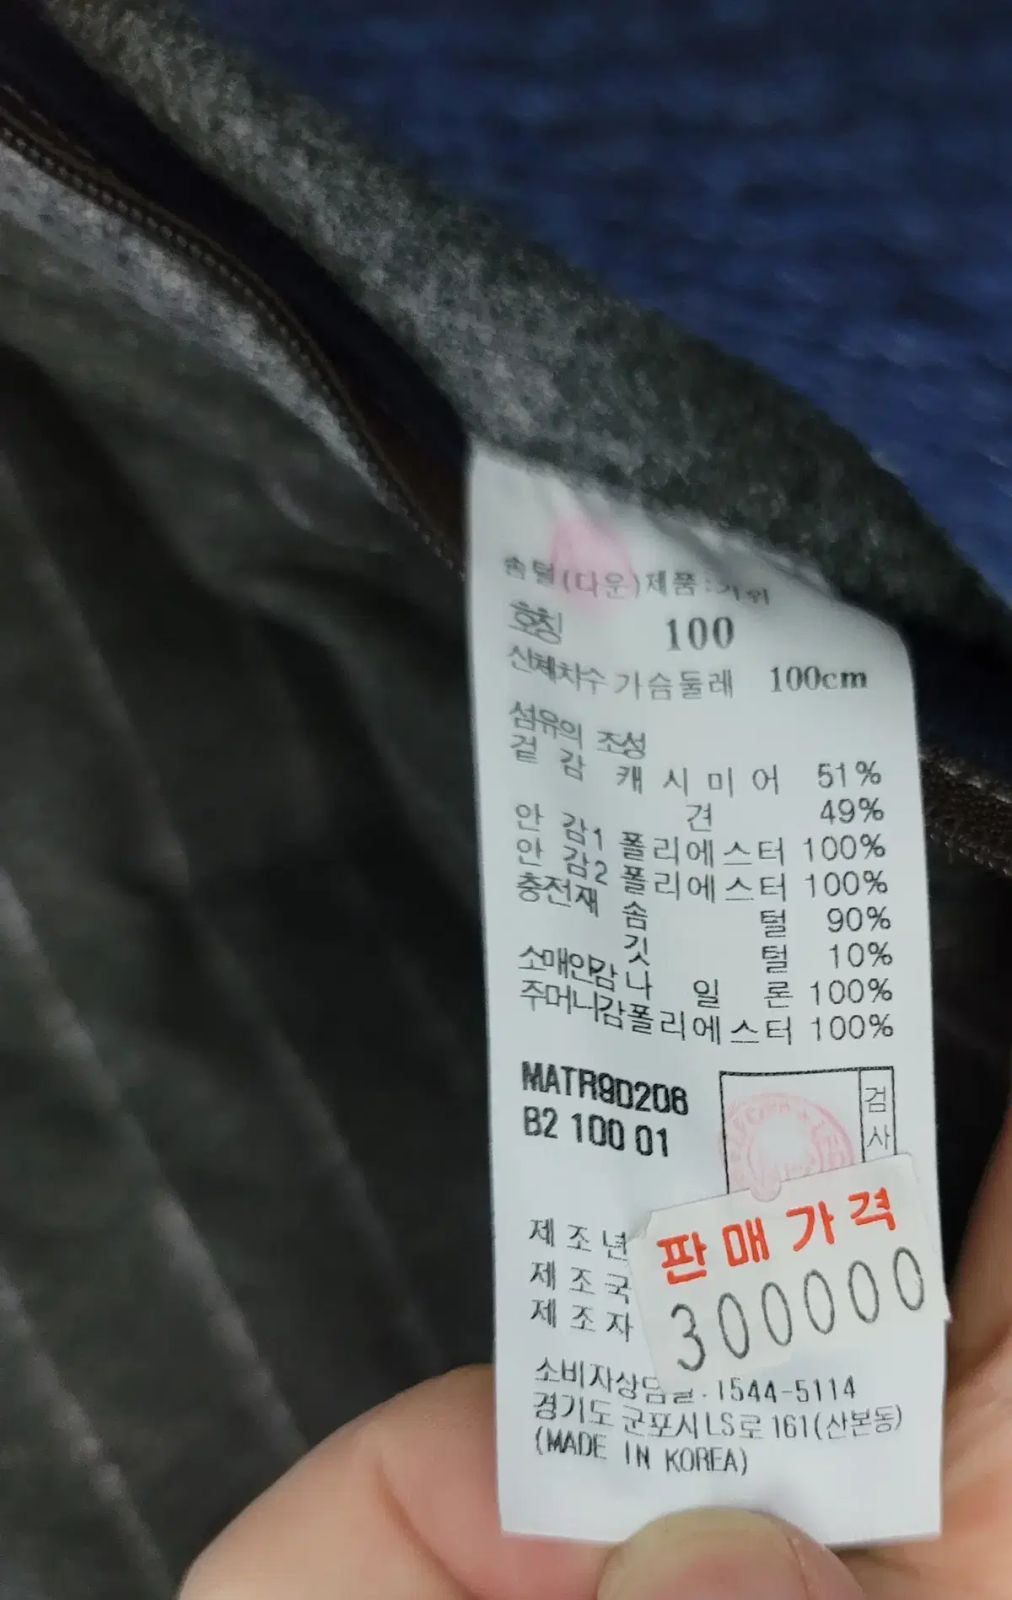 솜털(다운)제품:거위
호칭 100
신체치수 가슴둘레 100cm
섬유의 조성
겉감 캐시미어 51%
견 49%
안감1 폴리에스터 100%
안감2 폴리에스터 100%
충전재 솜털 90%
깃털 10%
소매안감 나일론 100%
주머니감 폴리에스터 100%
MATR9D206
B2 100 01
검사
제조년
제조국
제조자
판매가격
300000
소비자상담실. 1544-5114
경기도 군포시 LS로 161(산본동)
(MADE IN KOREA)